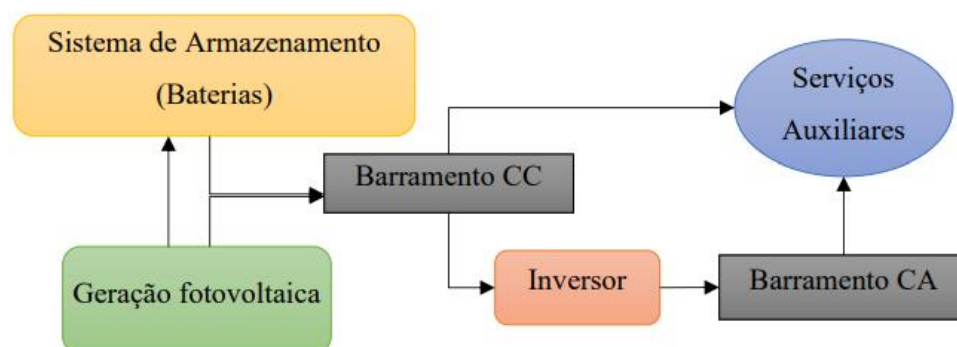 Sistema de Armazenamento
(Baterias)
Serviços
Auxiliares
Barramento CC
Geração fotovoltaica
Inversor
Barramento CA